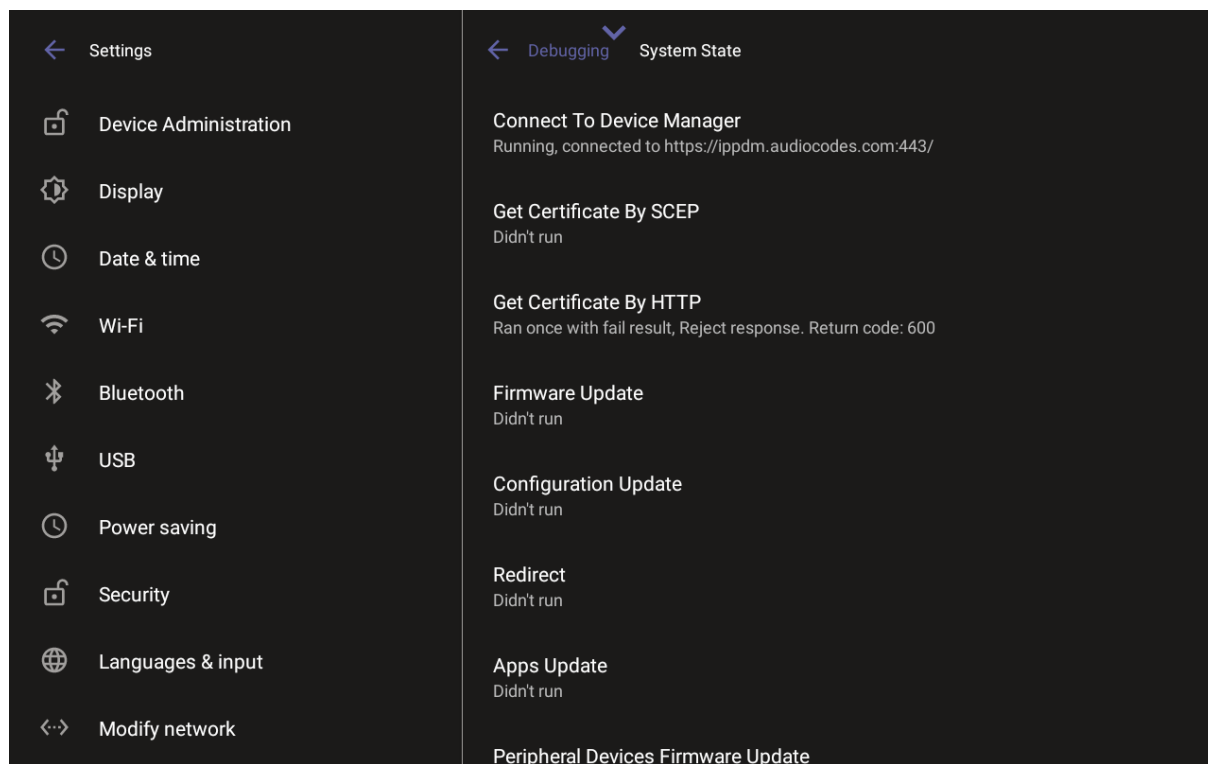 Settings
Device Administration
Display
Date & time
Wi-Fi
Bluetooth
USB
Power saving
Security
Languages & input
Modify network
Debugging System State
Connect To Device Manager
Running, connected to https://ippdm.audiocodes.com:443/
Get Certificate By SCEP
Didn't run
Get Certificate By HTTP
Ran once with fail result, Reject response. Return code: 600
Firmware Update
Didn't run
Configuration Update
Didn't run
Redirect
Didn't run
Apps Update
Didn't run
Peripheral Devices Firmware Update